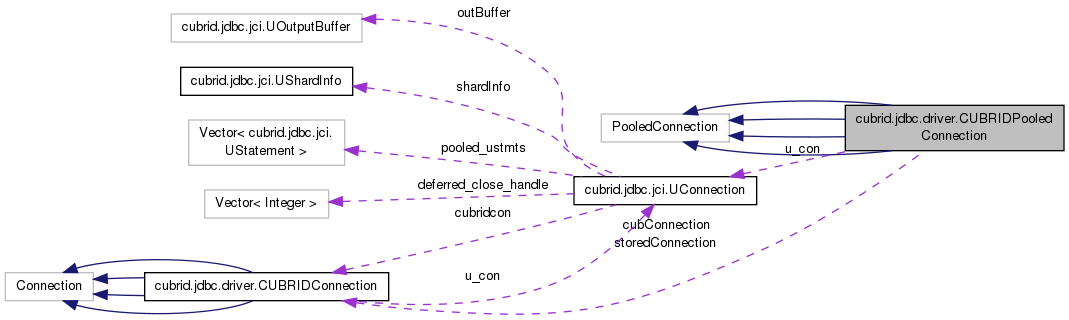 outBuffer
cubrid.jdbc.jci.UOutputBuffer
shardInfo
cubrid.jdbc.jci.UShardInfo
cubrid.jdbc.driver.CUBRIDPooled
Connection
PooledConnection
Vector< cubrid.jdbc.jci.
UStatement >
pooled_ustmts
u_con
deferred_close_handle
cubrid.jdbc.jci.UConnection
Vector< Integer >
cubridcon
cubConnection
storedConnection
u_con
Connection
cubrid.jdbc.driver.CUBRIDConnection